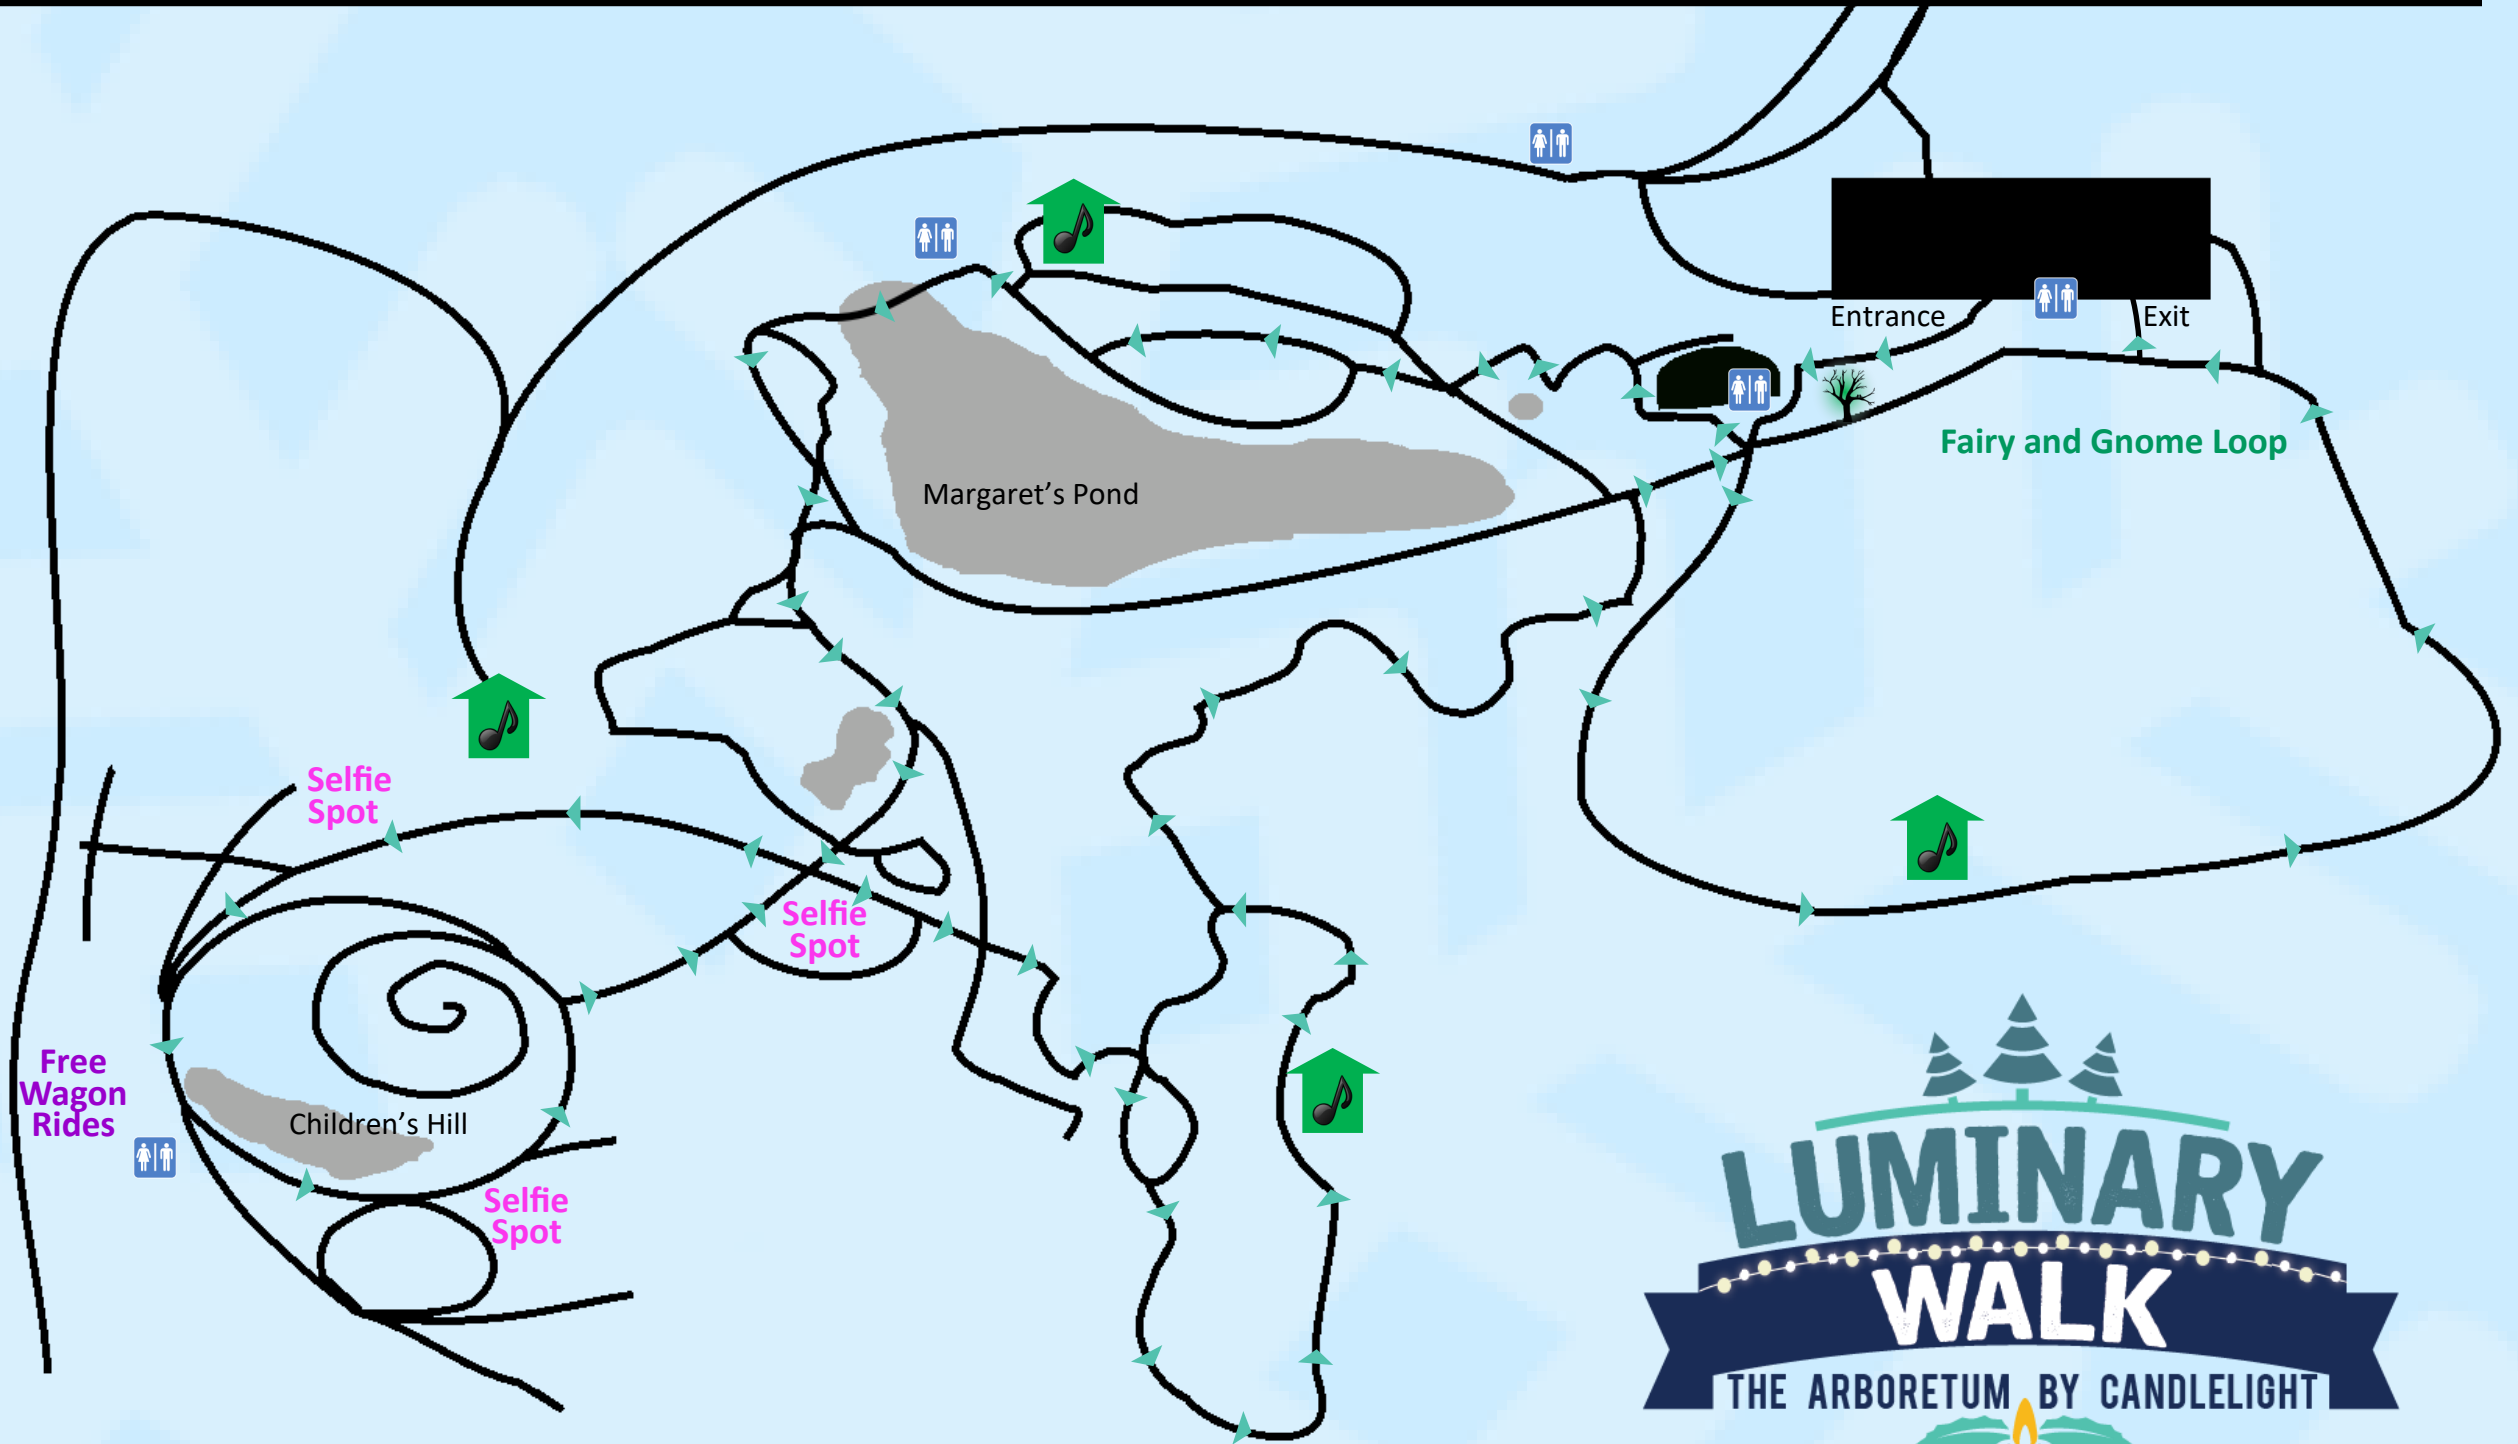 Entrance
Exit
Fairy and Gnome Loop
Margaret’s Pond
Selfie
Spot
Selfie
Spot
Free
Wagon
Rides
Children’s Hill
Selfie
Spot
LUMINARY
WALK
THE ARBORETUM BY CANDLELIGHT